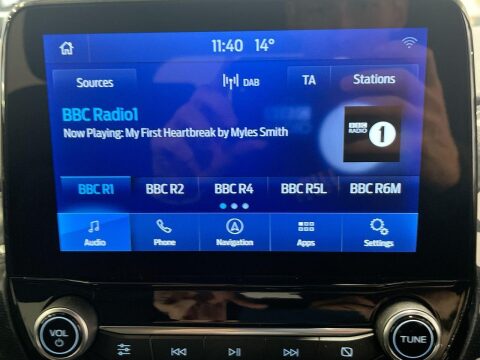 11:40 14°
Sources DAB TA Stations
BBC Radio1
Now Playing: My First Heartbreak by Myles Smith
BBC
RADIO 1
BBC R1 BBC R2 BBC R4 BBC R5L BBC R6M
Audio Phone Navigation Apps Settings
VOL TUNE